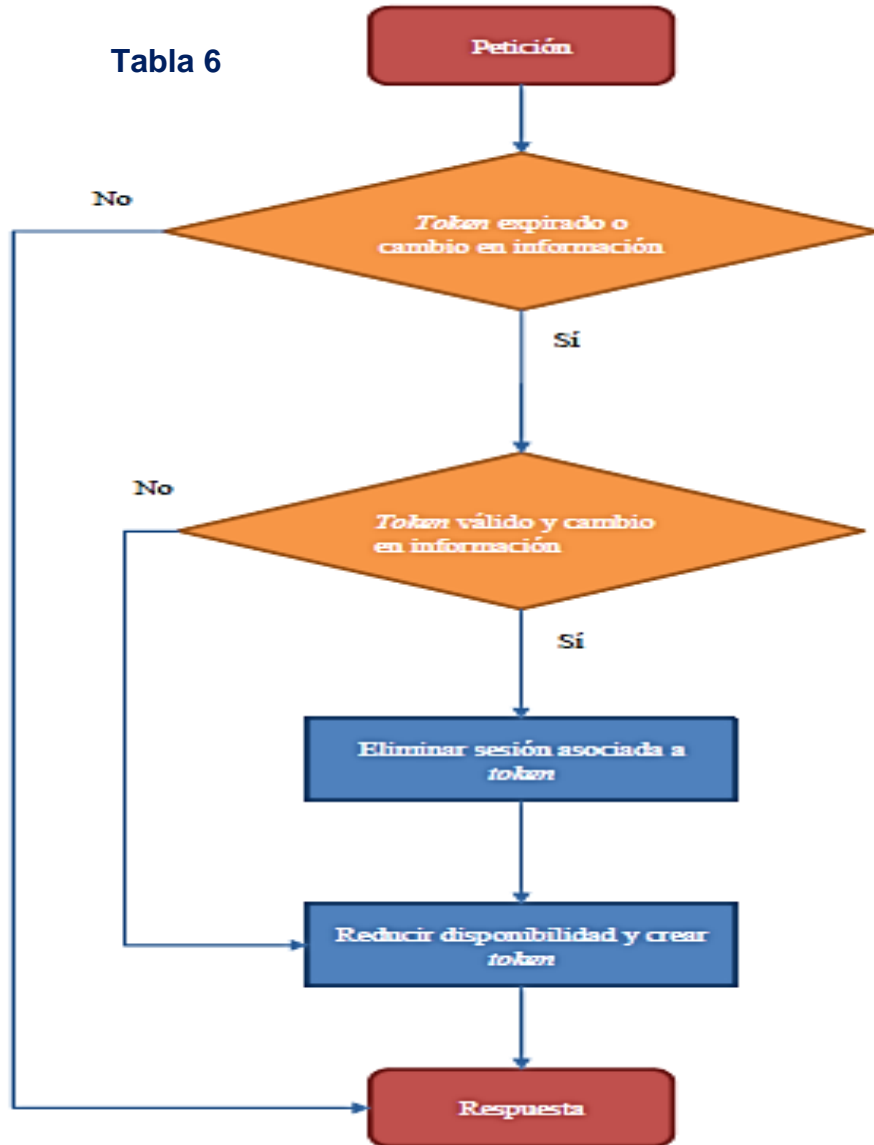 Tabla 6
Petición
No
Token expirado o
cambio en información
Sí
No
Token válido y cambio
en información
Sí
Eliminar sesión asociada a
token
Reducir disponibilidad y crear
token
Respuesta